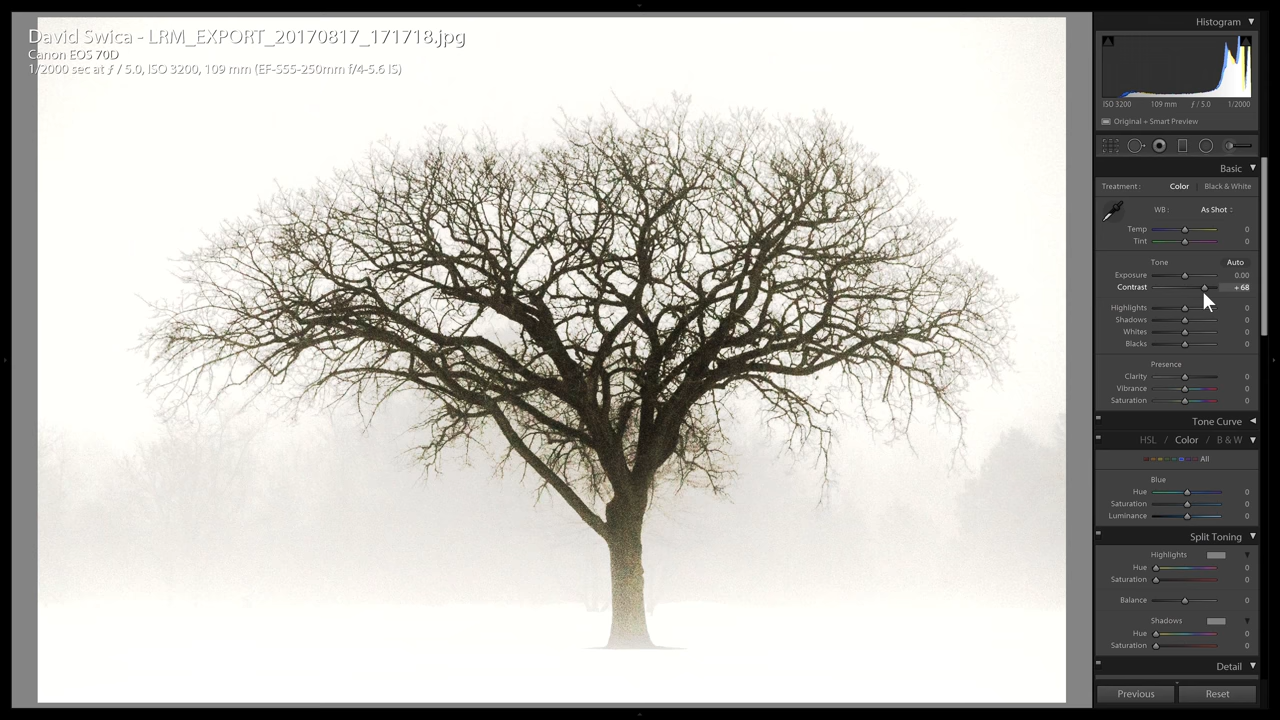 David Swica - LRM_EXPORT_20170817_171718.jpg
Canon EOS 70D
1/2000 sec at ƒ / 5.0, ISO 3200, 109 mm (EF-S55-250mm f/4-5.6 IS)
Histogram
ISO 3200 109 mm ƒ / 5.0 1/2000
Original + Smart Preview
Basic
Treatment : Color | Black & White
WB : As Shot
Temp 0
Tint 0
Tone Auto
Exposure 0.00
Contrast + 68
Highlights 0
Shadows 0
Whites 0
Blacks 0
Presence
Clarity 0
Vibrance 0
Saturation 0
Tone Curve
HSL / Color / B & W
All
Blue
Hue 0
Saturation 0
Luminance 0
Split Toning
Highlights
Hue 0
Saturation 0
Balance 0
Shadows
Hue 0
Saturation 0
Detail
Previous Reset